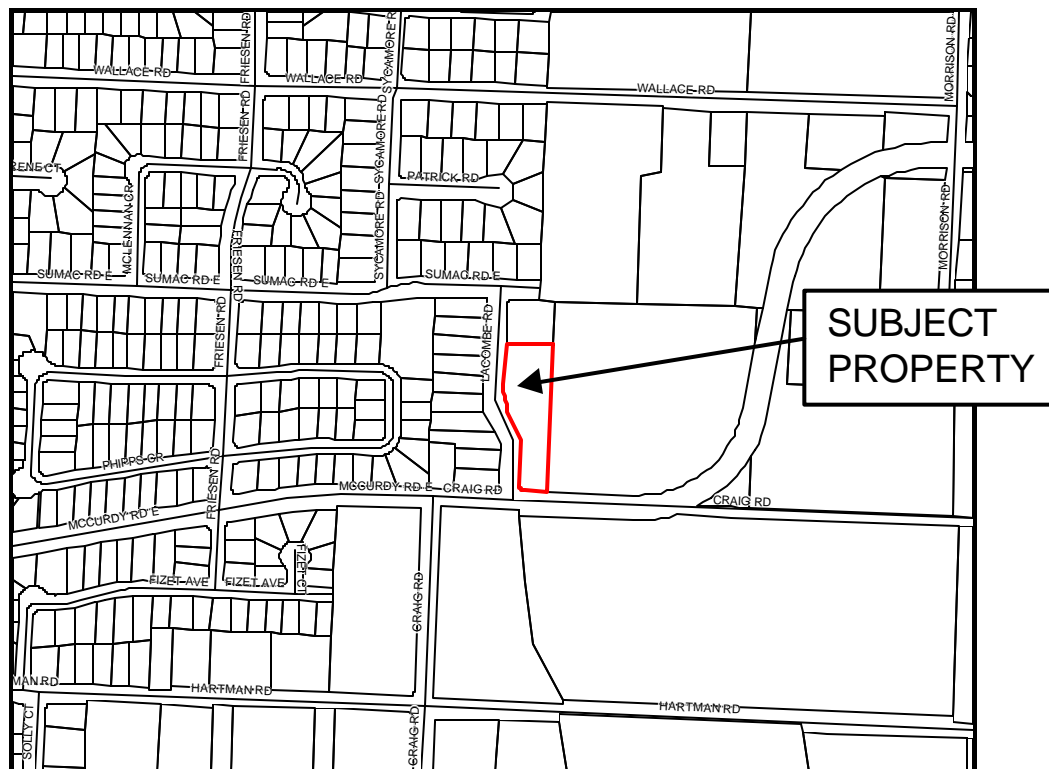 FRIESEN RD
SYCAMORE R
MORRISON RD
WALLACE RD
WALLACE RD
WALLACE RD
FRIESEN RD
SYCAMORE RD
RENE CT
MCLENNAN CR
PATRICK RD
SYCAMORE RD
MORRISON RD
FRIESEN RD
SUMAC RD E
SUMAC RD E
SUMAC RD E
SUMAC RD E
FRIESEN RD
LACOMBE RD
SUBJECT
PROPERTY
PHIPPS CR
FRIESEN RD
MCCURDY RD E
CRAIG RD
CRAIG RD
MCCURDY RD E
FIZET AVE
FIZET AVE
FIZET CT
CRAIG RD
MAN RD
HARTMAN RD
HARTMAN RD
SOLLY CT
CRAIG RD